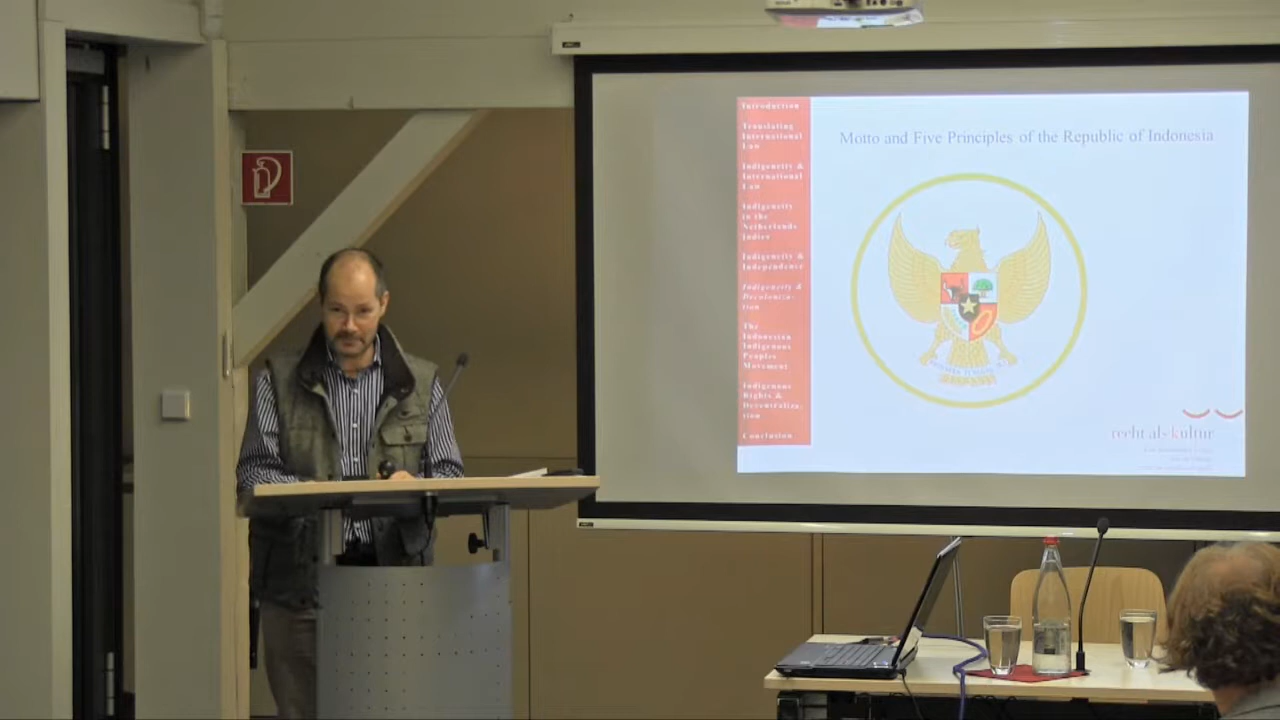 Motto and Five Principles of the Republic of Indonesia
Introduction
Translating
International
Law
Indigeneity &
International
Law
Indigeneity
in the
Netherlands
Indies
Indigeneity &
Independence
Indigeneity &
Decoloniza-
tion
The
Indonesian
Indigenous
Peoples
Movement
Indigenous
Rights &
Decentraliza-
tion
Conclusion
recht als kultur